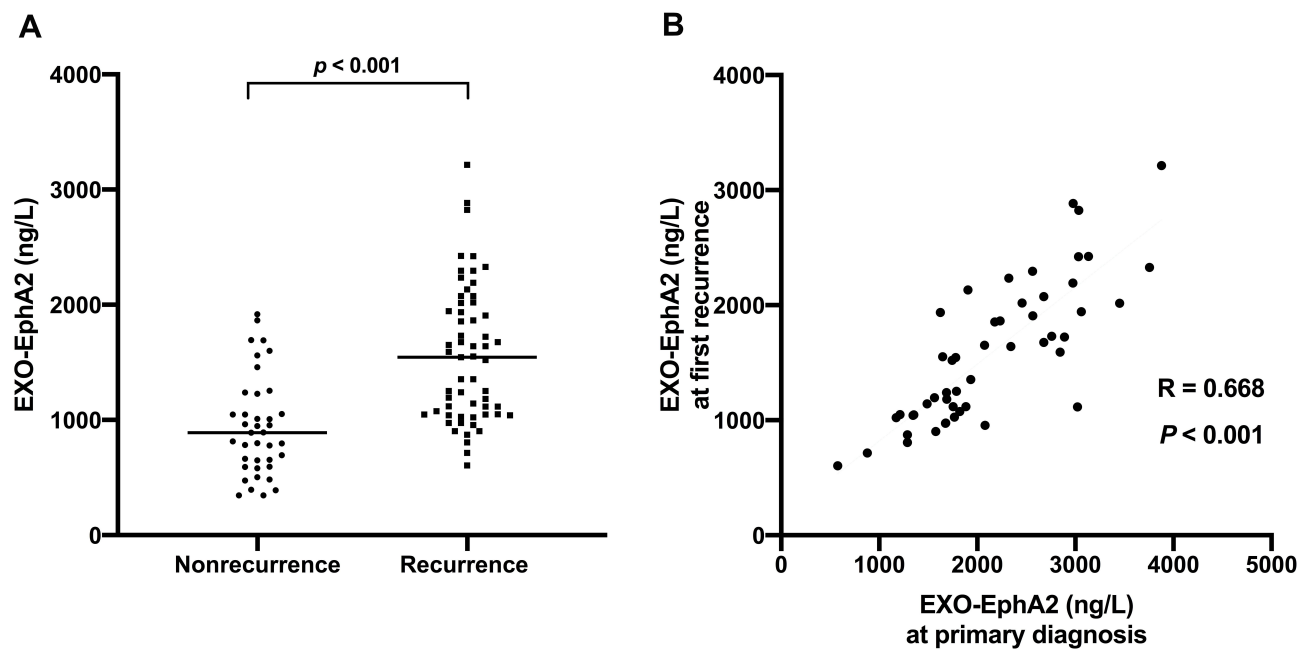 A
p < 0.001
EXO-EphA2 (ng/L)
4000
3000
2000
1000
0
Nonrecurrence
Recurrence
B
EXO-EphA2 (ng/L)
at first recurrence
4000
3000
2000
1000
0
R = 0.668
P < 0.001
0 1000 2000 3000 4000 5000
EXO-EphA2 (ng/L)
at primary diagnosis